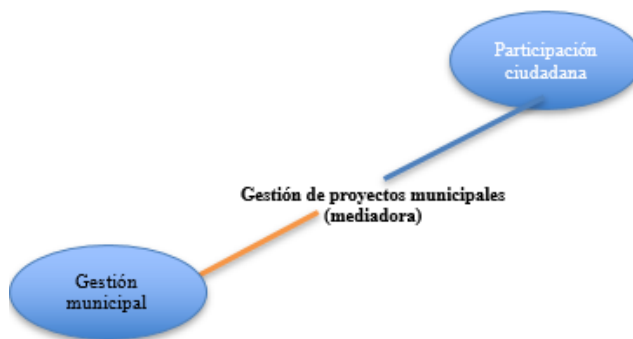 Participación
ciudadana
Gestión de proyectos municipales
(mediadora)
Gestión
municipal